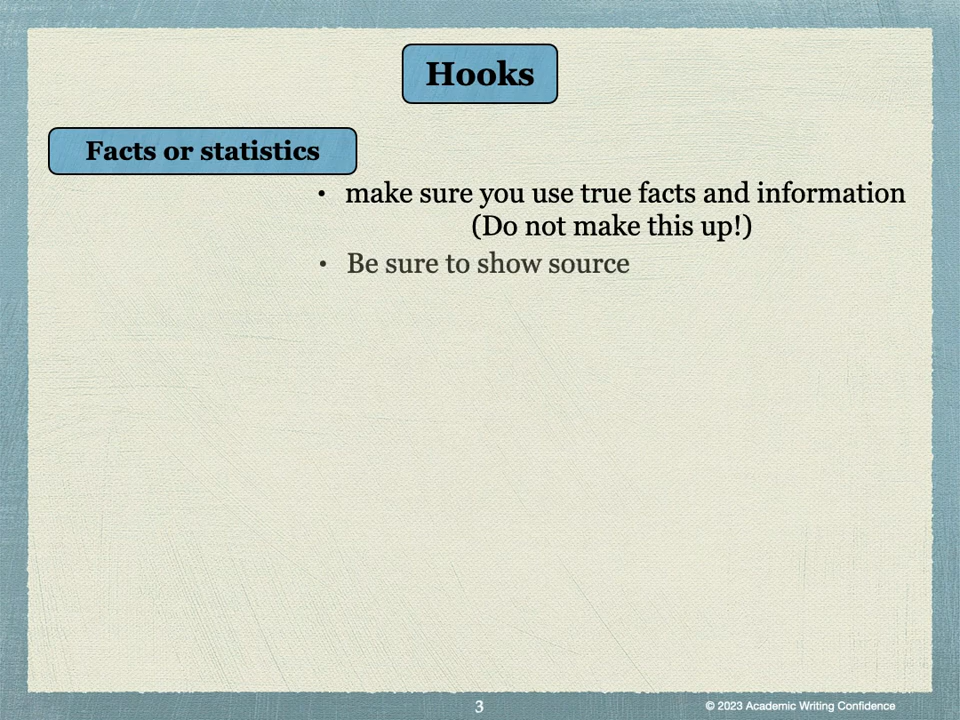 Hooks
Facts or statistics
• make sure you use true facts and information
(Do not make this up!)
• Be sure to show source
3
© 2023 Academic Writing Confidence